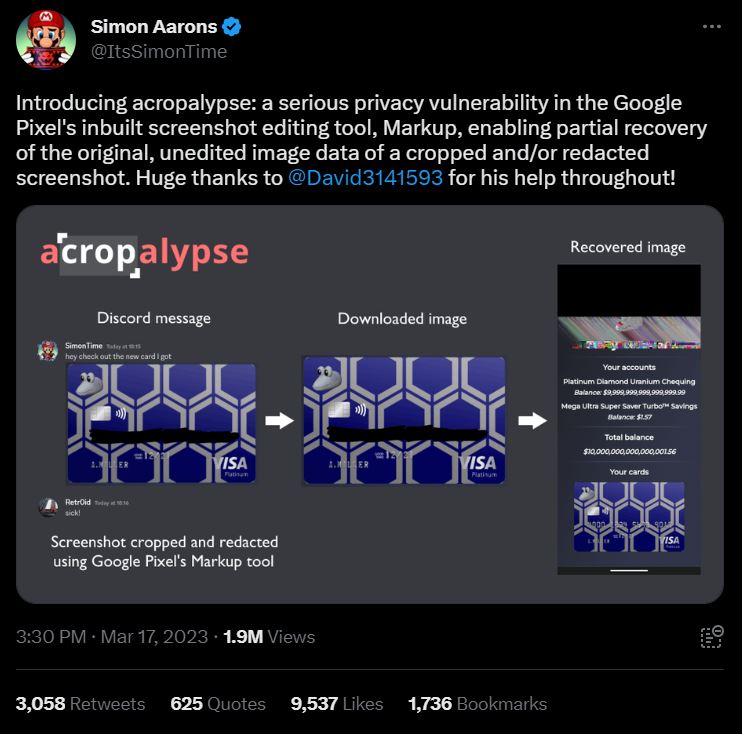 Simon Aarons
@ItsSimonTime
Introducing acropalypse: a serious privacy vulnerability in the Google
Pixel's inbuilt screenshot editing tool, Markup, enabling partial recovery
of the original, unedited image data of a cropped and/or redacted
screenshot. Huge thanks to @David3141593 for his help throughout!
acropalypse
Discord message
SimonTime Today at 18:15
hey check out the new card I got
12/2
A.MILLER
VISA
Platinum
Retr0id Today at 18:16
sick!
Screenshot cropped and redacted
using Google Pixel's Markup tool
Downloaded image
12/2
A.MILLER
VISA
Platinum
Recovered image
Your accounts
Platinum Diamond Uranium Chequing
Balance: $9,999,999,999,999,999.99
Mega Ultra Super Saver Turbo™ Savings
Balance: $1.57
Total balance
$10,000,000,000,000,001.56
Your cards
VISA
3:30 PM · Mar 17, 2023 · 1.9M Views
3,058 Retweets 625 Quotes 9,537 Likes 1,736 Bookmarks